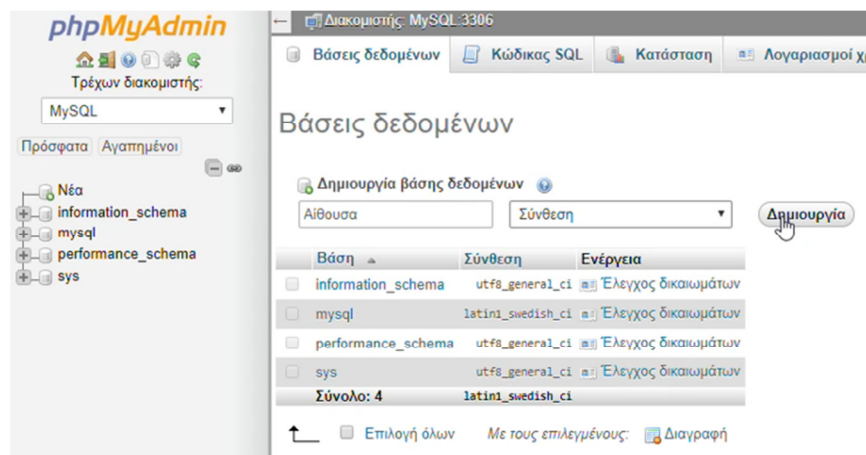 phpMyAdmin
Τρέχων διακομιστής:
MySQL
Πρόσφατα Αγαπημένοι
Νέα
information_schema
mysql
performance_schema
sys
Διακομιστής: MySQL:3306
Βάσεις δεδομένων Κώδικας SQL Κατάσταση Λογαριασμοί
Βάσεις δεδομένων
Δημιουργία βάσης δεδομένων
Αίθουσα Σύνθεση Δημιουργία
Βάση Σύνθεση Ενέργεια
information_schema utf8_general_ci Έλεγχος δικαιωμάτων
mysql latin1_swedish_ci Έλεγχος δικαιωμάτων
performance_schema utf8_general_ci Έλεγχος δικαιωμάτων
sys utf8_general_ci Έλεγχος δικαιωμάτων
Σύνολο: 4 latin1_swedish_ci
Επιλογή όλων Με τους επιλεγμένους: Διαγραφή